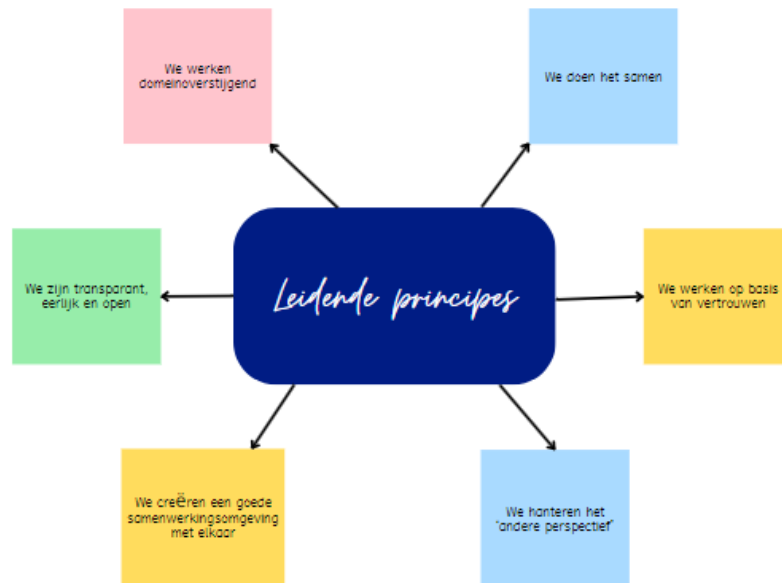 We werken
domeinoverstijgend
We doen het samen
We zijn transparant,
eerlijk en open
Leidende principes
We werken op basis
van vertrouwen
We creëren een goede
samenwerkingsomgeving
met elkaar
We hanteren het
"andere perspectief"